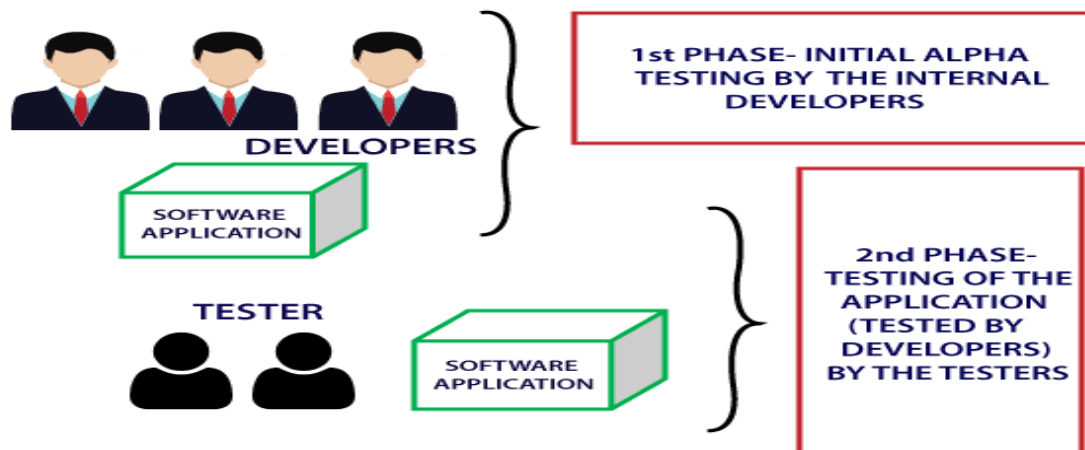 1st PHASE- INITIAL ALPHA
TESTING BY THE INTERNAL
DEVELOPERS
DEVELOPERS
SOFTWARE
APPLICATION
2nd PHASE-
TESTING OF THE
APPLICATION
(TESTED BY
DEVELOPERS)
BY THE TESTERS
TESTER
SOFTWARE
APPLICATION